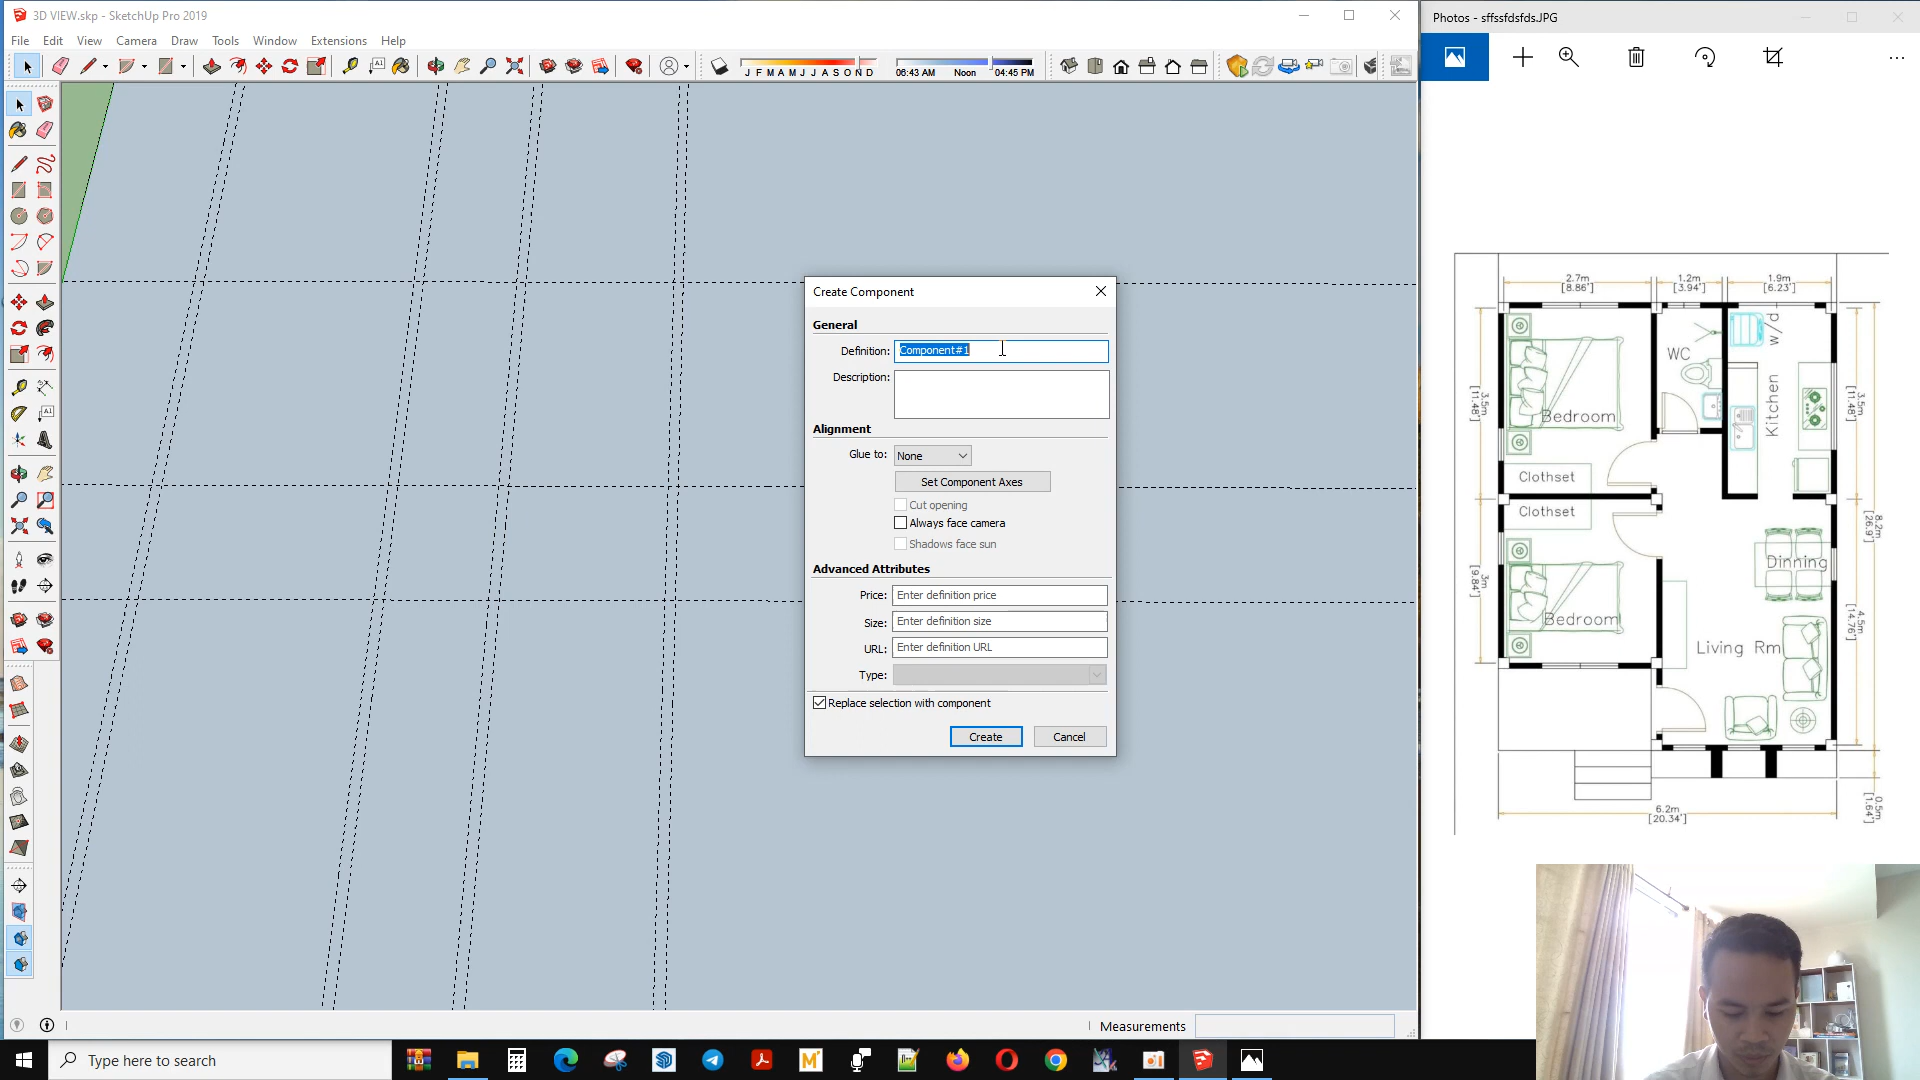 3D VIEW.skp - SketchUp Pro 2019
Photos - sffssfdsfds.JPG
File Edit View Camera Draw Tools Window Extensions Help
J F M A M J J A S O N D 06:43 AM Noon 04:45 PM
Create Component
General
Definition: Component#1
Description:
Alignment
Glue to: None
Set Component Axes
Cut opening
Always face camera
Shadows face sun
Advanced Attributes
Price: Enter definition price
Size: Enter definition size
URL: Enter definition URL
Type:
Replace selection with component
Create Cancel
2.7m 1.2m 1.9m
[8.86'] [3.94'] [6.23']
w/d
WC
Kitchen
Bedroom
3.5m
[11.48']
3.5m
[11.48']
Clothset
Clothset
8.2m
[26.9']
Dinning
3m
[9.84']
Bedroom
4.5m
[14.76']
Living Rm
0.5m
[1.64']
6.2m
[20.34']
Measurements
Type here to search